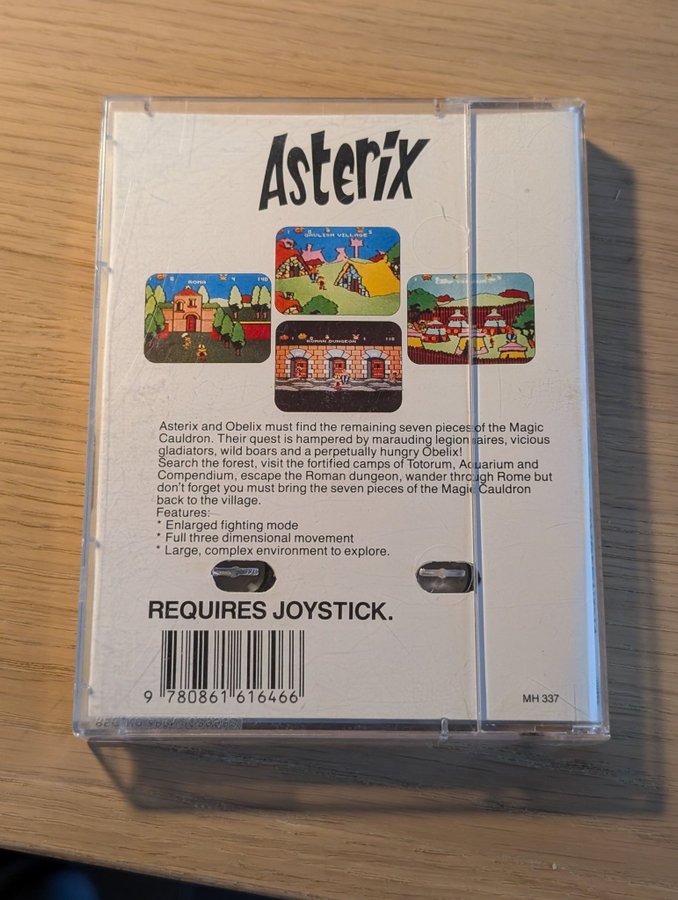 Asterix
GAULISH VILLAGE
ROMA
ROMAN DUNGEON
Asterix and Obelix must find the remaining seven pieces of the Magic
Cauldron. Their quest is hampered by marauding legionnaires, vicious
gladiators, wild boars and a perpetually hungry Obelix!
Search the forest, visit the fortified camps of Totorum, Aquarium and
Compendium, escape the Roman dungeon, wander through Rome but
don't forget you must bring the seven pieces of the Magic Cauldron
back to the village.
Features:
* Enlarged fighting mode
* Full three dimensional movement
* Large, complex environment to explore.
REQUIRES JOYSTICK.
9 780861 616466
MH 337